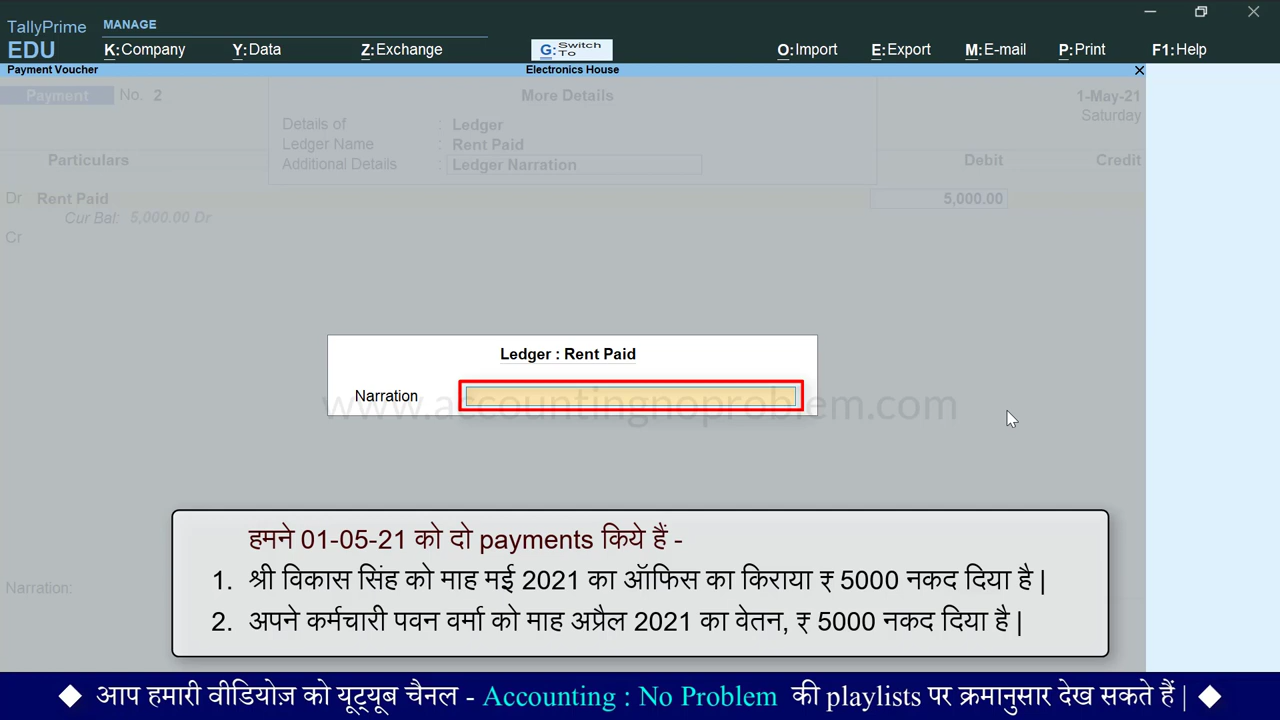 TallyPrime
MANAGE
EDU
K:Company
Y:Data
Z:Exchange
G: Switch To
O:Import
E:Export
M:E-mail
P:Print
F1:Help
Payment Voucher
Electronics House
Payment No. 2
More Details
1-May-21
Saturday
Details of : Ledger
Ledger Name : Rent Paid
Additional Details : Ledger Narration
Particulars
Debit
Credit
Dr Rent Paid
5,000.00
Cur Bal: 5,000.00 Dr
Cr
Ledger : Rent Paid
Narration
www.accountingnoproblem.com
हमने 01-05-21 को दो payments किये हैं -
1. श्री विकास सिंह को माह मई 2021 का ऑफिस का किराया ₹ 5000 नकद दिया है |
Narration:
2. अपने कर्मचारी पवन वर्मा को माह अप्रैल 2021 का वेतन, ₹ 5000 नकद दिया है |
◆ आप हमारी वीडियोज़ को यूट्यूब चैनल - Accounting : No Problem की playlists पर क्रमानुसार देख सकते हैं | ◆